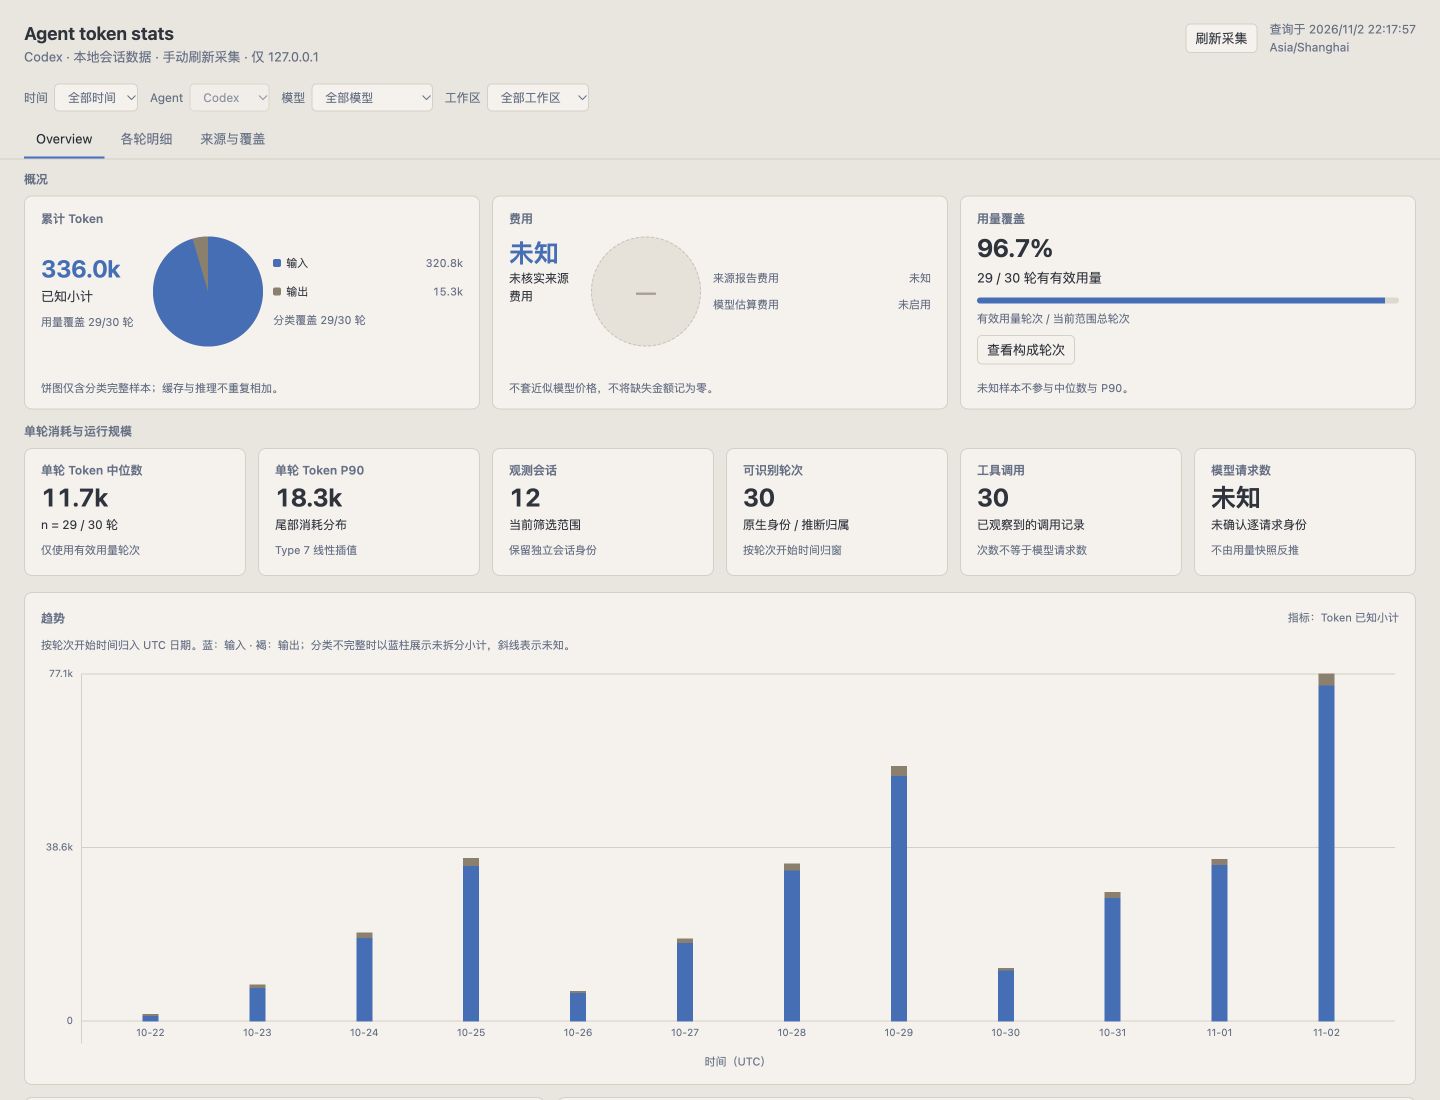 Agent token stats
Codex · 本地会话数据 · 手动刷新采集 · 仅 127.0.0.1
刷新采集
查询于 2026/11/2 22:17:57
Asia/Shanghai
时间 全部时间 Agent Codex 模型 全部模型 工作区 全部工作区
Overview 各轮明细 来源与覆盖
概况
累计 Token
336.0k
已知小计
用量覆盖 29/30 轮
输入 320.8k
输出 15.3k
分类覆盖 29/30 轮
饼图仅含分类完整样本；缓存与推理不重复相加。
费用
未知
未核实来源
费用
—
来源报告费用 未知
模型估算费用 未启用
不套近似模型价格，不将缺失金额记为零。
用量覆盖
96.7%
29 / 30 轮有有效用量
有效用量轮次 / 当前范围总轮次
查看构成轮次
未知样本不参与中位数与 P90。
单轮消耗与运行规模
单轮 Token 中位数
11.7k
n = 29 / 30 轮
仅使用有效用量轮次
单轮 Token P90
18.3k
尾部消耗分布
Type 7 线性插值
观测会话
12
当前筛选范围
保留独立会话身份
可识别轮次
30
原生身份 / 推断归属
按轮次开始时间归窗
工具调用
30
已观察到的调用记录
次数不等于模型请求数
模型请求数
未知
未确认逐请求身份
不由用量快照反推
趋势
指标：Token 已知小计
按轮次开始时间归入 UTC 日期。蓝：输入 · 褐：输出；分类不完整时以蓝柱展示未拆分小计，斜线表示未知。
77.1k
38.6k
0
10-22 10-23 10-24 10-25 10-26 10-27 10-28 10-29 10-30 10-31 11-01 11-02
时间（UTC）